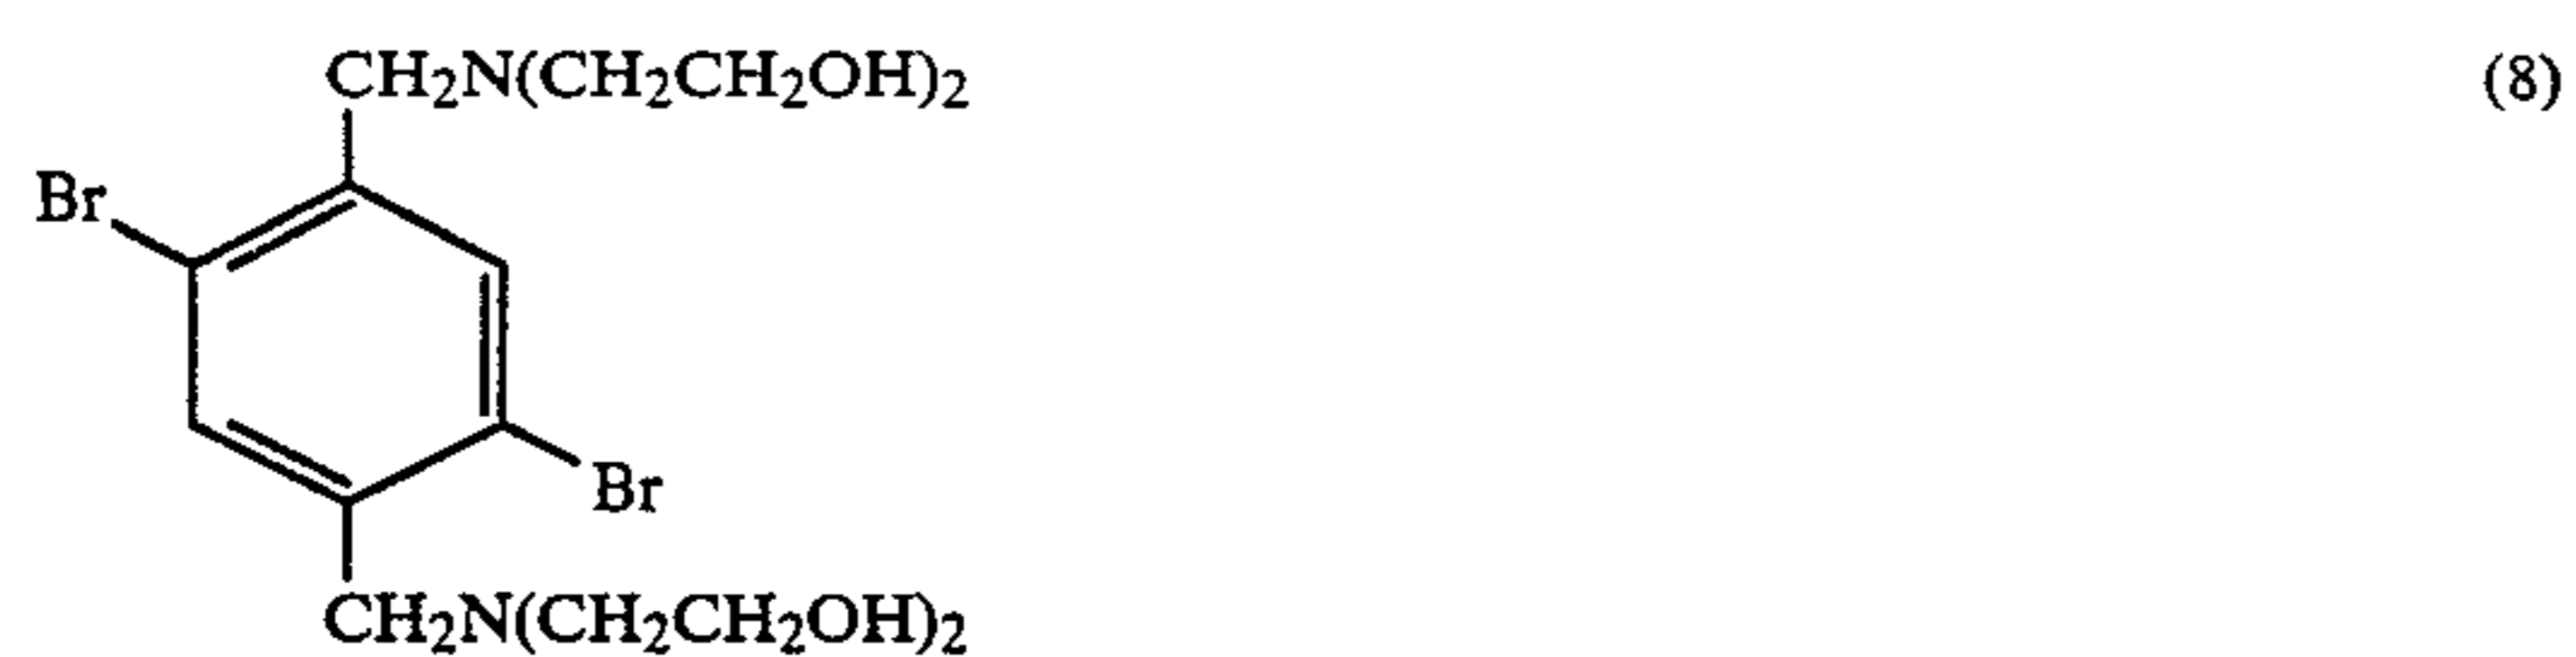 CH₂N(CH₂CH₂OH)₂ (8)
Br
Br
CH₂N(CH₂CH₂OH)₂